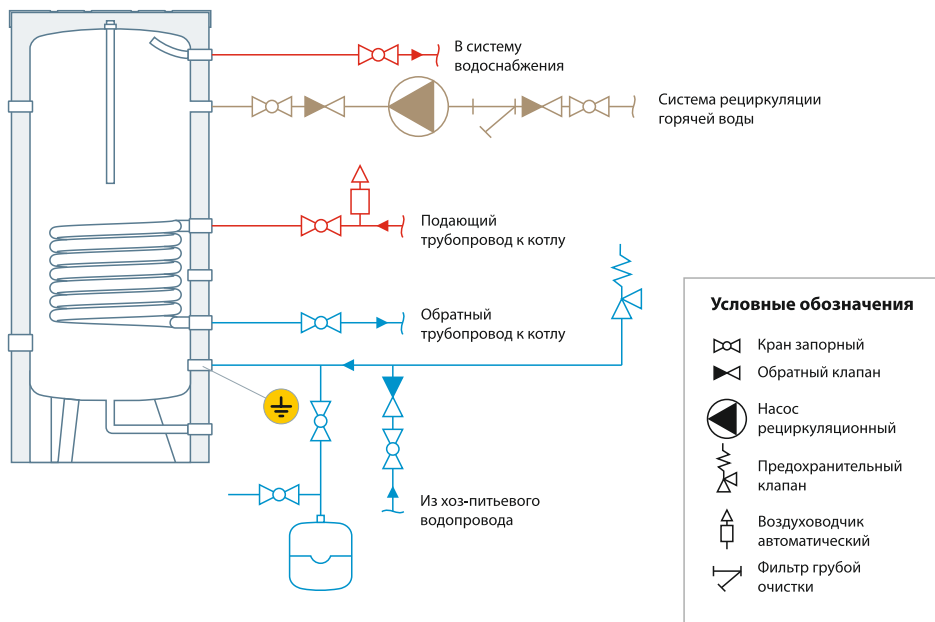 В систему
водоснабжения
Система рециркуляции
горячей воды
Подающий
трубопровод к котлу
Обратный
трубопровод к котлу
Из хоз-питьевого
водопровода
Условные обозначения
Кран запорный
Обратный клапан
Насос
рециркуляционный
Предохранительный
клапан
Воздуховодчик
автоматический
Фильтр грубой
очистки